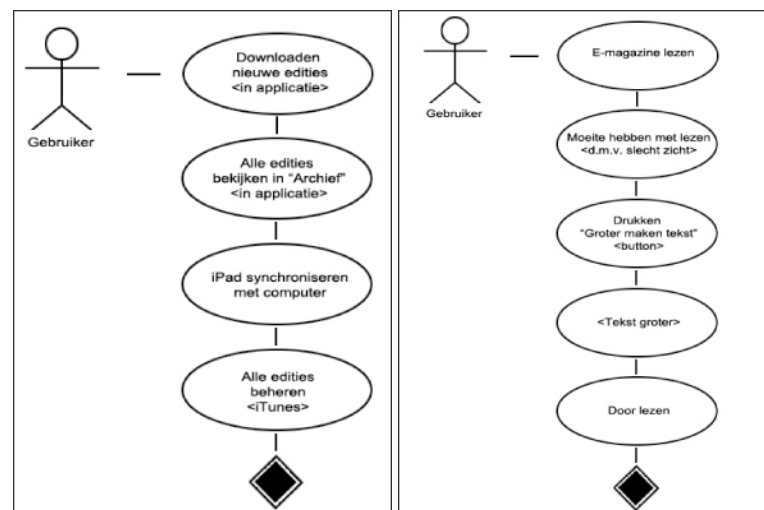 Gebruiker
Downloaden
nieuwe edities
<in applicatie>
Alle edities
bekijken in "Archief"
<in applicatie>
iPad synchroniseren
met computer
Alle edities
beheren
<iTunes>
Gebruiker
E-magazine lezen
Moeite hebben met lezen
<d.m.v. slecht zicht>
Drukken
"Groter maken tekst"
<button>
<Tekst groter>
Door lezen